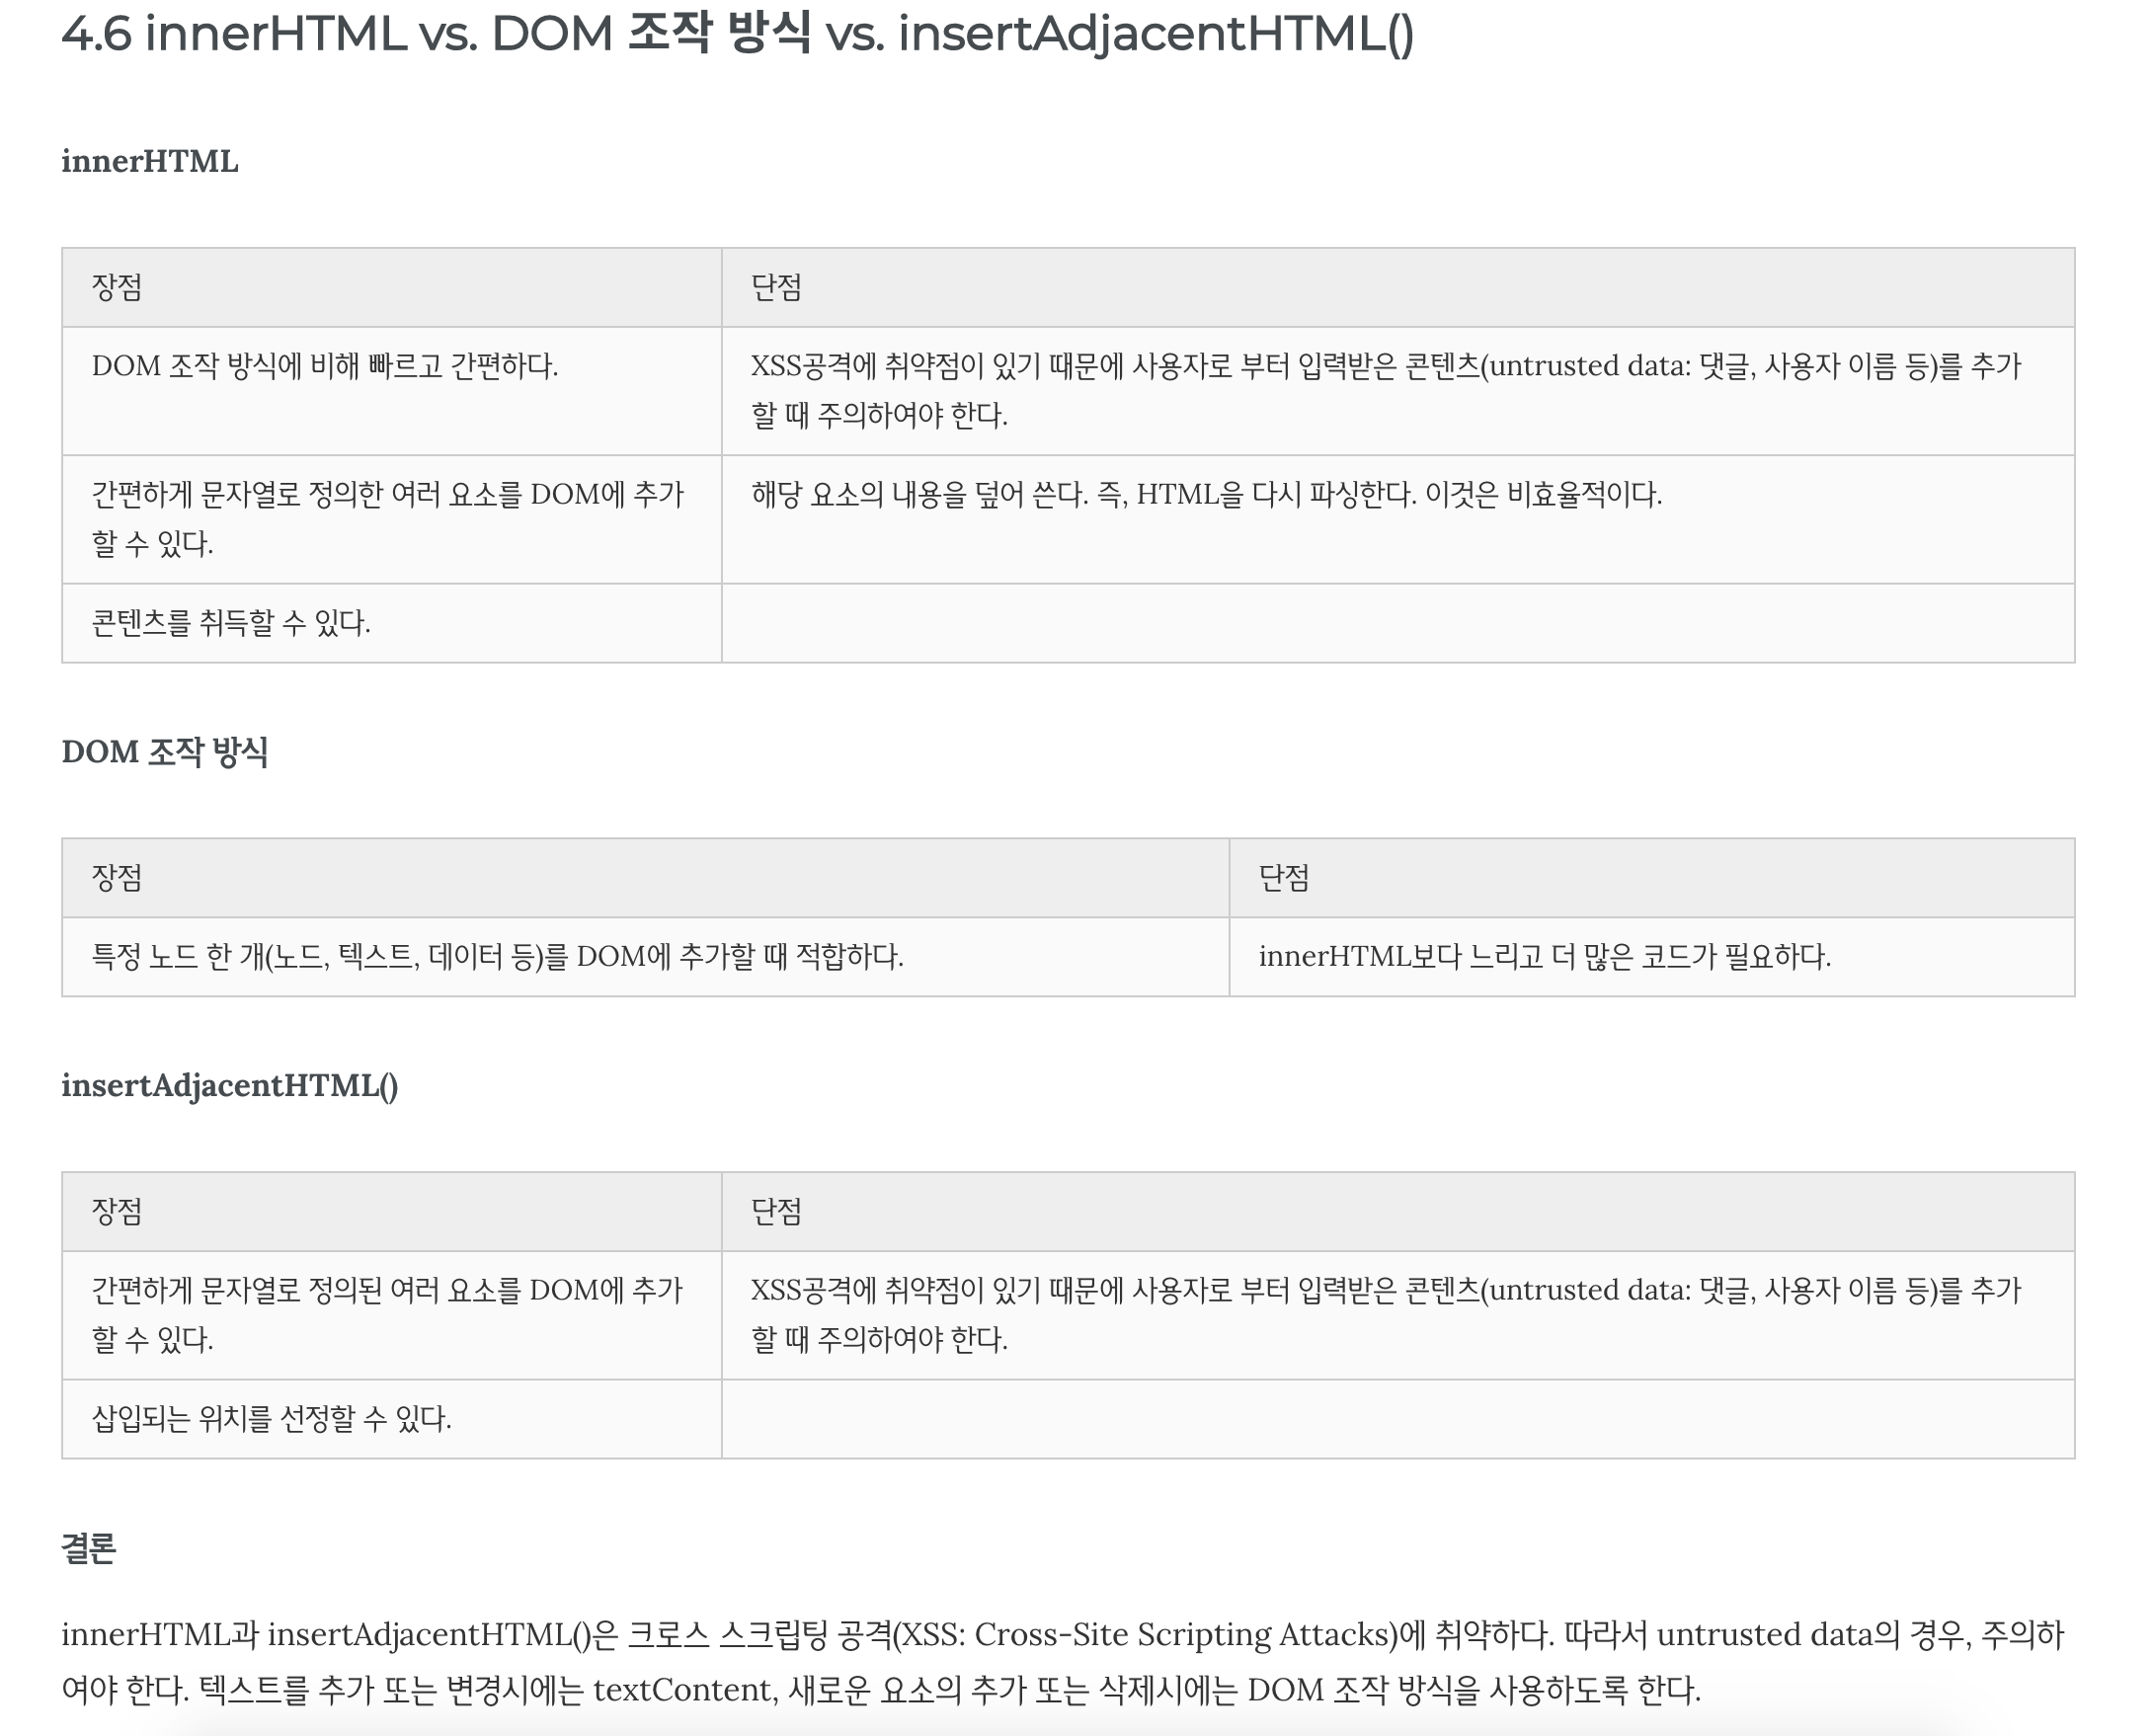 4.6 innerHTML vs. DOM 조작 방식 vs. insertAdjacentHTML()
innerHTML
장점
단점
DOM 조작 방식에 비해 빠르고 간편하다.
XSS공격에 취약점이 있기 때문에 사용자로 부터 입력받은 콘텐츠(untrusted data: 댓글, 사용자 이름 등)를 추가
할 때 주의하여야 한다.
간편하게 문자열로 정의한 여러 요소를 DOM에 추가
할 수 있다.
해당 요소의 내용을 덮어 쓴다. 즉, HTML을 다시 파싱한다. 이것은 비효율적이다.
콘텐츠를 취득할 수 있다.
DOM 조작 방식
장점
단점
특정 노드 한 개(노드, 텍스트, 데이터 등)를 DOM에 추가할 때 적합하다.
innerHTML보다 느리고 더 많은 코드가 필요하다.
insertAdjacentHTML()
장점
단점
간편하게 문자열로 정의된 여러 요소를 DOM에 추가
할 수 있다.
XSS공격에 취약점이 있기 때문에 사용자로 부터 입력받은 콘텐츠(untrusted data: 댓글, 사용자 이름 등)를 추가
할 때 주의하여야 한다.
삽입되는 위치를 선정할 수 있다.
결론
innerHTML과 insertAdjacentHTML()은 크로스 스크립팅 공격(XSS: Cross-Site Scripting Attacks)에 취약하다. 따라서 untrusted data의 경우, 주의하
여야 한다. 텍스트를 추가 또는 변경시에는 textContent, 새로운 요소의 추가 또는 삭제시에는 DOM 조작 방식을 사용하도록 한다.